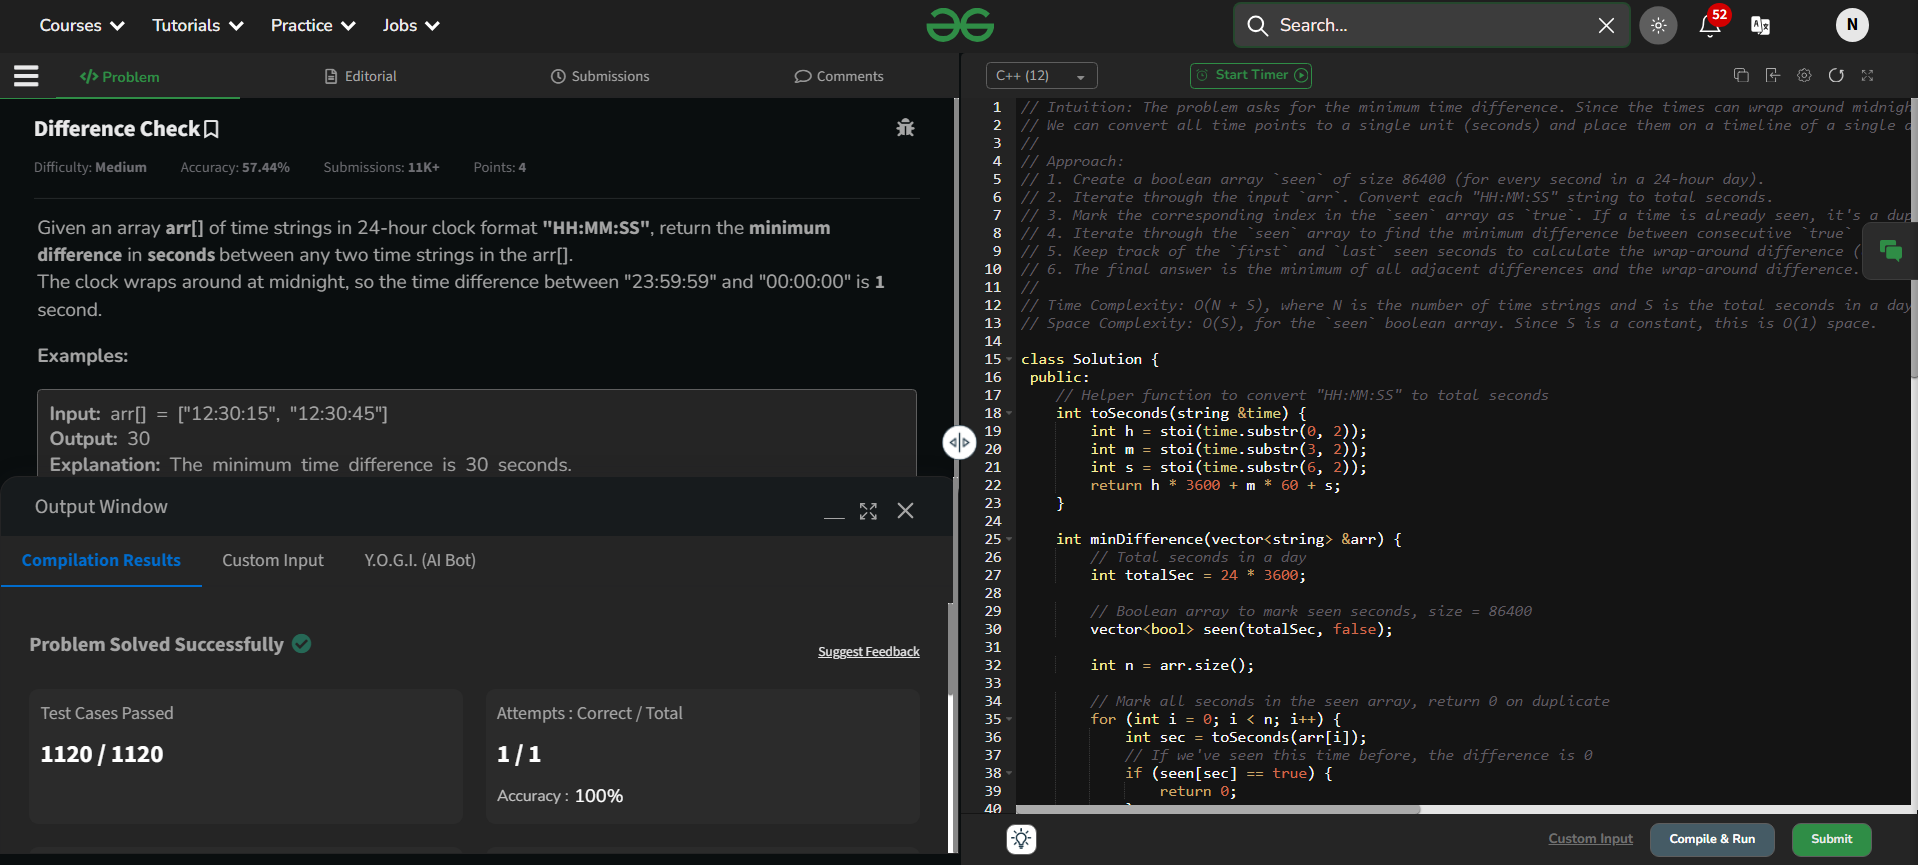 Courses Tutorials Practice Jobs Search... 52 N
Problem Editorial Submissions Comments
Difference Check
Difficulty: Medium Accuracy: 57.44% Submissions: 11K+ Points: 4
Given an array arr[] of time strings in 24-hour clock format "HH:MM:SS", return the minimum
difference in seconds between any two time strings in the arr[].
The clock wraps around at midnight, so the time difference between "23:59:59" and "00:00:00" is 1
second.
Examples:
Input: arr[] = ["12:30:15", "12:30:45"]
Output: 30
Explanation: The minimum time difference is 30 seconds.
Output Window
Compilation Results Custom Input Y.O.G.I. (AI Bot)
Problem Solved Successfully
Suggest Feedback
Test Cases Passed
1120 / 1120
Attempts : Correct / Total
1 / 1
Accuracy : 100%
C++ (12) Start Timer
1 // Intuition: The problem asks for the minimum time difference. Since the times can wrap around midnigh
2 // We can convert all time points to a single unit (seconds) and place them on a timeline of a single d
3 //
4 // Approach:
5 // 1. Create a boolean array `seen` of size 86400 (for every second in a 24-hour day).
6 // 2. Iterate through the input `arr`. Convert each "HH:MM:SS" string to total seconds.
7 // 3. Mark the corresponding index in the `seen` array as `true`. If a time is already seen, it's a dup
8 // 4. Iterate through the `seen` array to find the minimum difference between consecutive `true`
9 // 5. Keep track of the `first` and `last` seen seconds to calculate the wrap-around difference (
10 // 6. The final answer is the minimum of all adjacent differences and the wrap-around difference.
11 //
12 // Time Complexity: O(N + S), where N is the number of time strings and S is the total seconds in a day
13 // Space Complexity: O(S), for the `seen` boolean array. Since S is a constant, this is O(1) space.
14
15 class Solution {
16 public:
17 // Helper function to convert "HH:MM:SS" to total seconds
18 int toSeconds(string &time) {
19 int h = stoi(time.substr(0, 2));
20 int m = stoi(time.substr(3, 2));
21 int s = stoi(time.substr(6, 2));
22 return h * 3600 + m * 60 + s;
23 }
24
25 int minDifference(vector<string> &arr) {
26 // Total seconds in a day
27 int totalSec = 24 * 3600;
28
29 // Boolean array to mark seen seconds, size = 86400
30 vector<bool> seen(totalSec, false);
31
32 int n = arr.size();
33
34 // Mark all seconds in the seen array, return 0 on duplicate
35 for (int i = 0; i < n; i++) {
36 int sec = toSeconds(arr[i]);
37 // If we've seen this time before, the difference is 0
38 if (seen[sec] == true) {
39 return 0;
40
Custom Input Compile & Run Submit